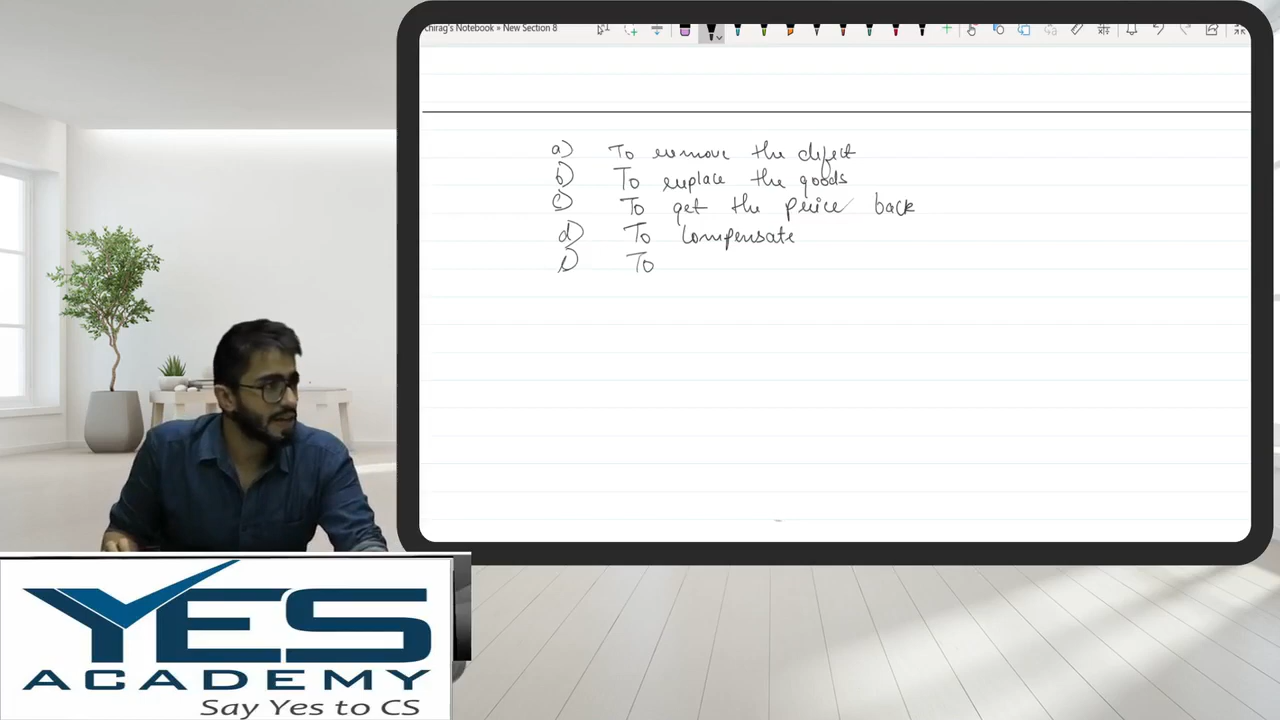 chirag's Notebook » New Section 8
a) To remove the defect
b) To replace the goods
c) To get the price back
d) To compensate
e) To
YES
ACADEMY
Say Yes to CS